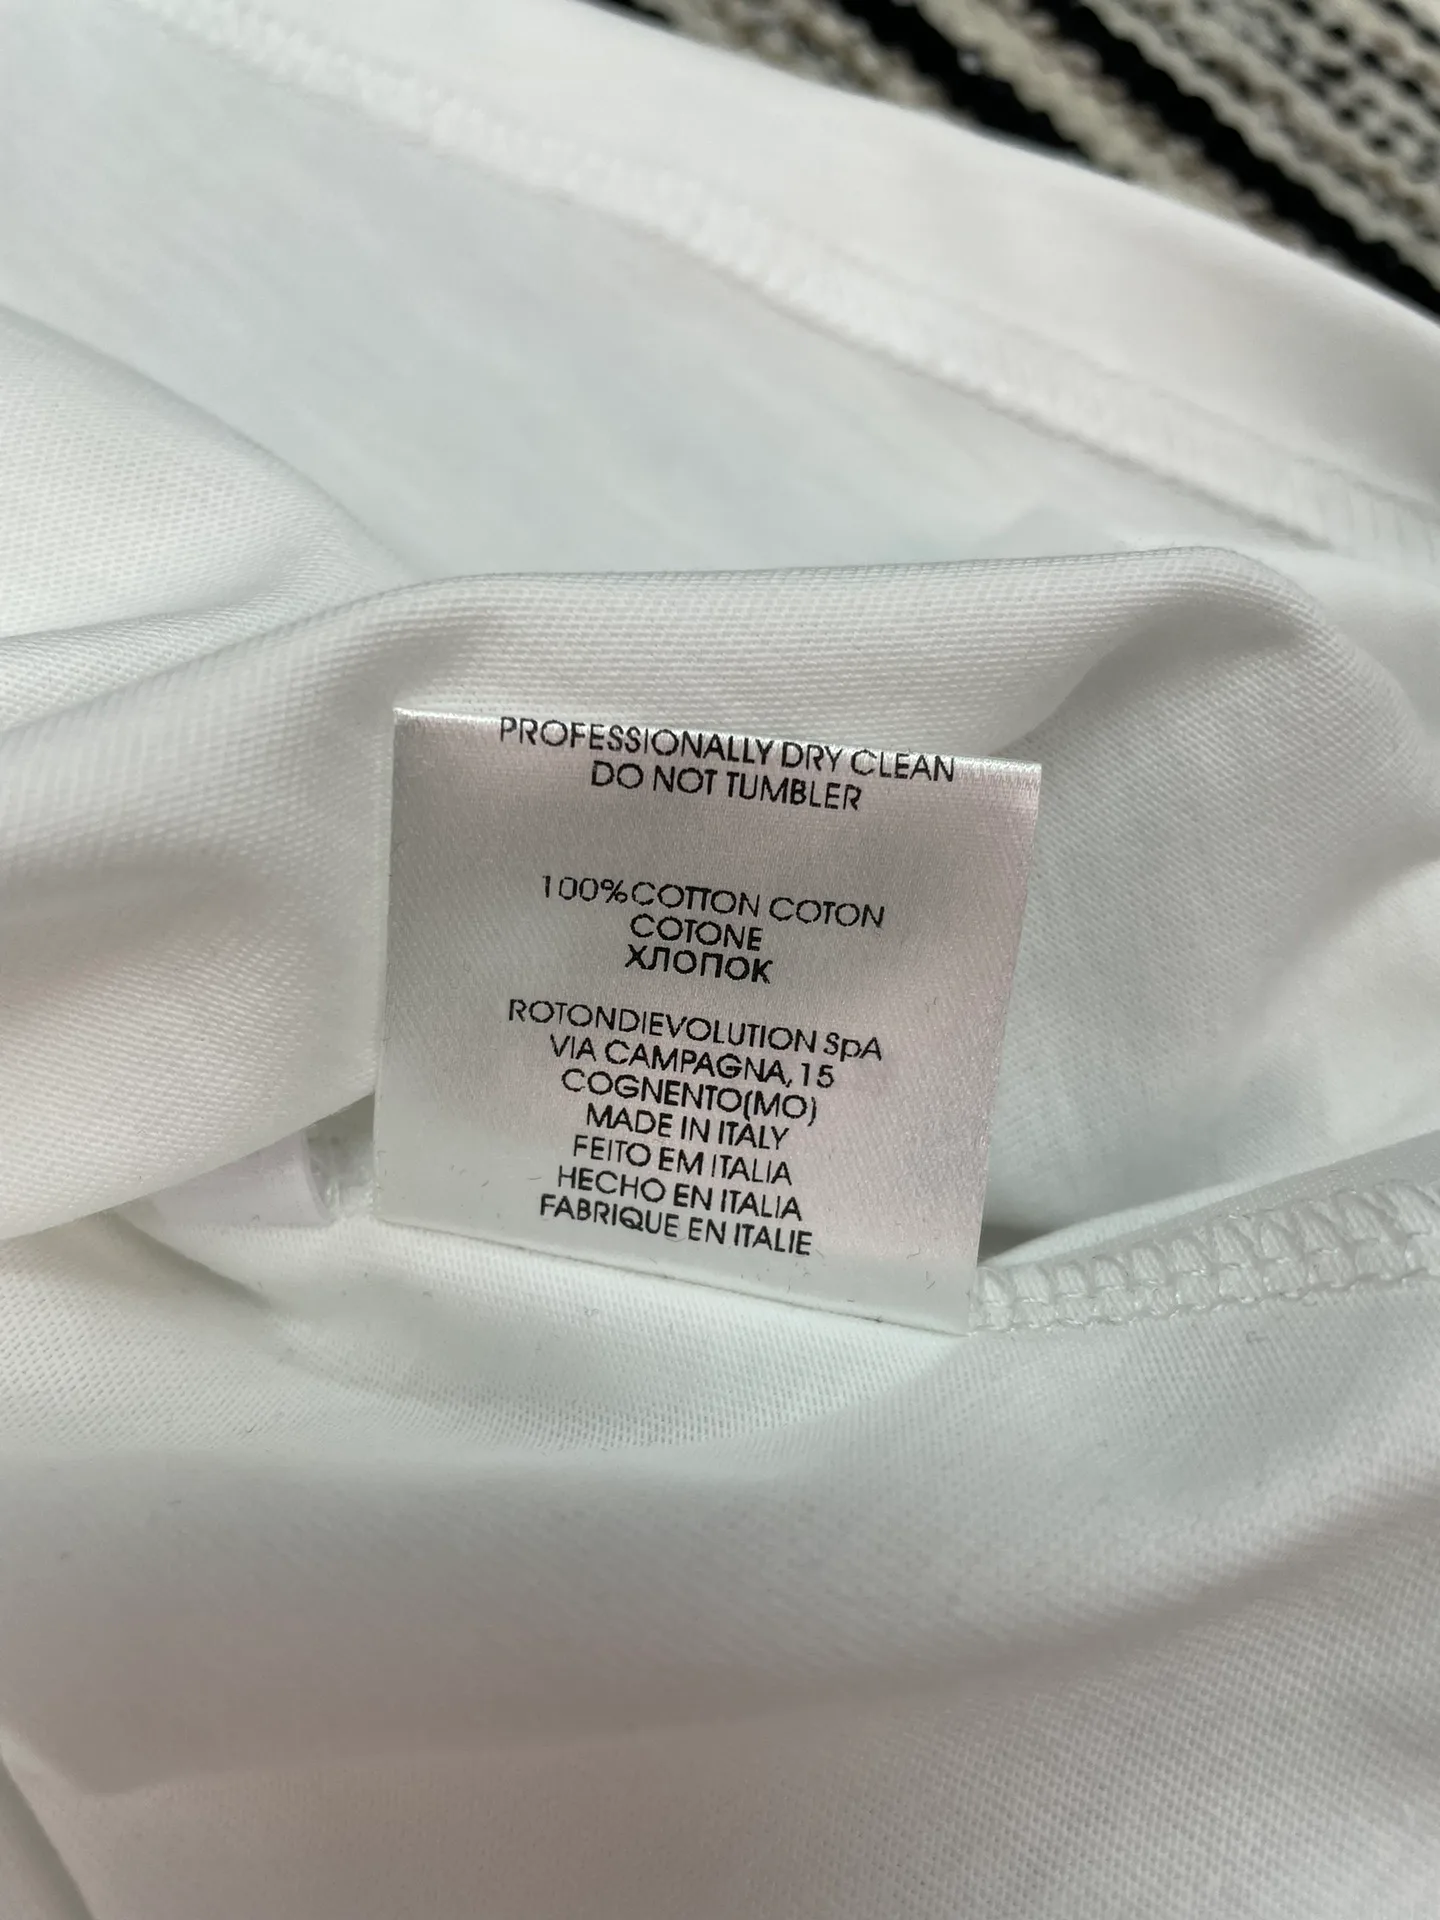 PROFESSIONALLY DRY CLEAN
DO NOT TUMBLER
100%COTTON COTON
COTONE
ХЛОПОК
ROTONDIEVOLUTION SpA
VIA CAMPAGNA,15
COGNENTO(MO)
MADE IN ITALY
FEITO EM ITALIA
HECHO EN ITALIA
FABRIQUE EN ITALIE